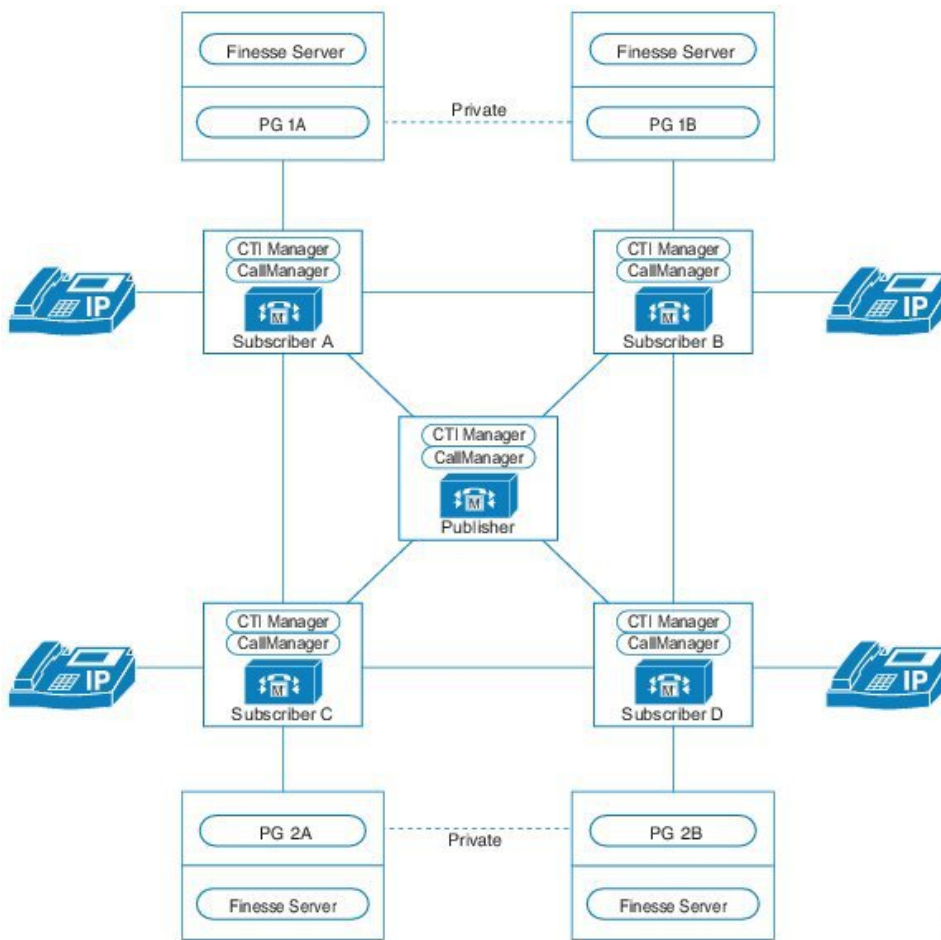 Finesse Server
Finesse Server
PG 1A
Private
PG 1B
CTI Manager
CallManager
IP
Subscriber A
CTI Manager
CallManager
IP
Subscriber B
M
M
CTI Manager
CallManager
M
Publisher
CTI Manager
CallManager
IP
M
Subscriber C
CTI Manager
CallManager
IP
M
Subscriber D
PG 2A
Private
PG 2B
Finesse Server
Finesse Server